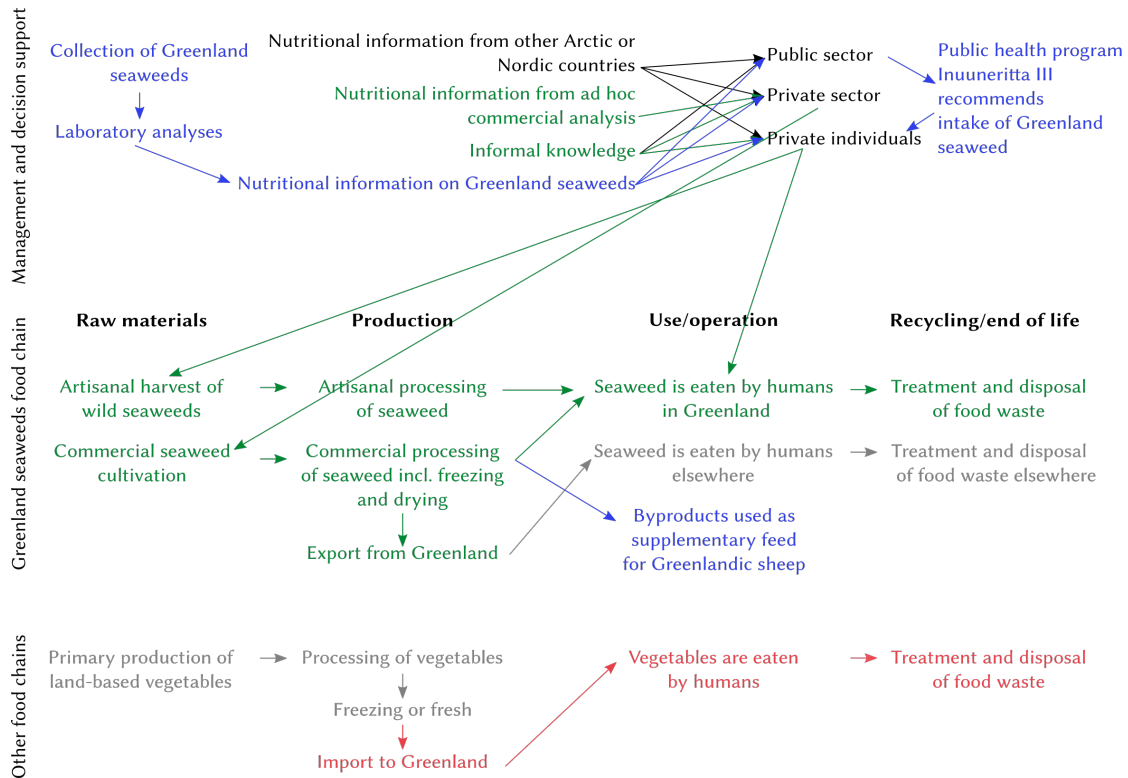 Management and decision support
Collection of Greenland
seaweeds
Laboratory analyses
Nutritional information from other Arctic or
Nordic countries
Nutritional information from ad hoc
commercial analysis
Informal knowledge
Nutritional information on Greenland seaweeds
Public sector
Private sector
Private individuals
Public health program
Inuuneritta III
recommends
intake of Greenland
seaweed
Greenland seaweeds food chain
Raw materials
Production
Use/operation
Recycling/end of life
Artisanal harvest of
wild seaweeds
Artisanal processing
of seaweed
Seaweed is eaten by humans
in Greenland
Treatment and disposal
of food waste
Commercial seaweed
cultivation
Commercial processing
of seaweed incl. freezing
and drying
Seaweed is eaten by humans
elsewhere
Treatment and disposal
of food waste elsewhere
Export from Greenland
Byproducts used as
supplementary feed
for Greenlandic sheep
Other food chains
Primary production of
land-based vegetables
Processing of vegetables
Freezing or fresh
Import to Greenland
Vegetables are eaten
by humans
Treatment and disposal
of food waste